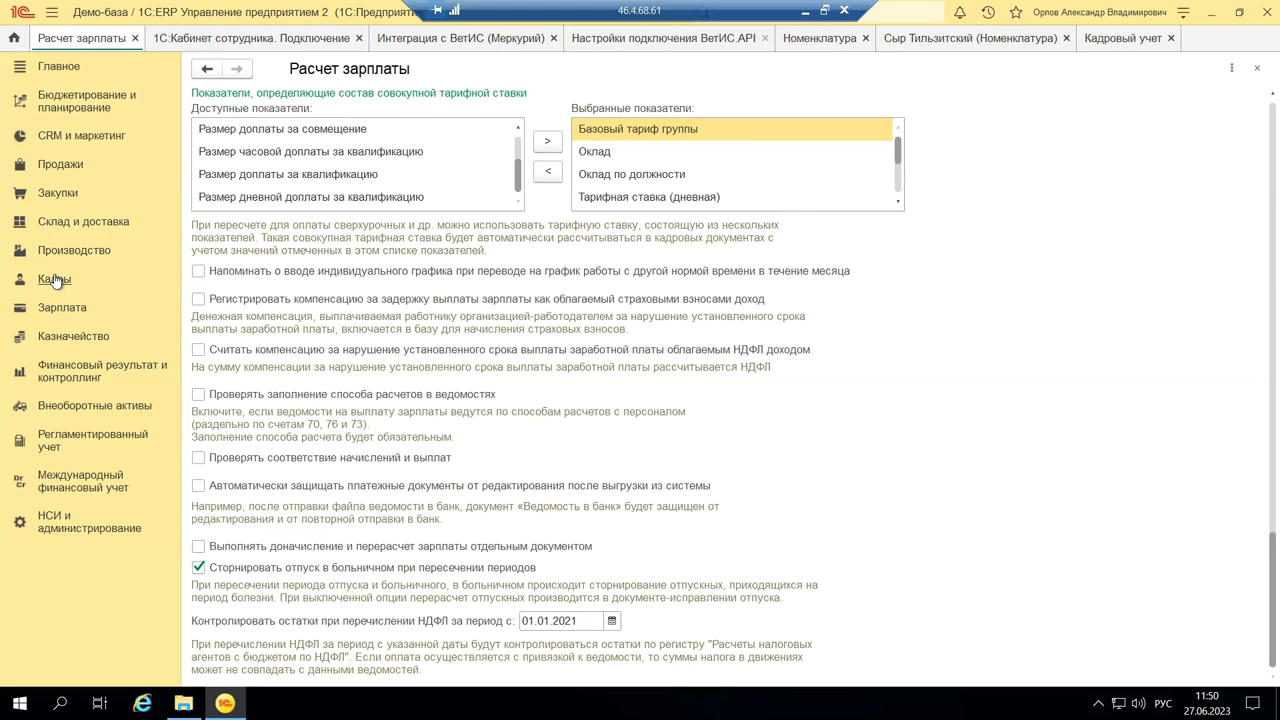 Демо-база / 1С:ERP Управление предприятием 2 (1С:Предприятие
46.4.68.61
Орлов Александр Владимирович
Расчет зарплаты
1С:Кабинет сотрудника. Подключение
Интеграция с ВетИС (Меркурий)
Настройки подключения ВетИС.API
Номенклатура
Сыр Тильзитский (Номенклатура)
Кадровый учет
Главное
Бюджетирование и
планирование
CRM и маркетинг
Продажи
Закупки
Склад и доставка
Производство
Кадры
Зарплата
Казначейство
Финансовый результат и
контроллинг
Внеоборотные активы
Регламентированный
учет
Dr
Cr
Международный
финансовый учет
НСИ и
администрирование
Расчет зарплаты
Показатели, определяющие состав совокупной тарифной ставки
Доступные показатели:
Выбранные показатели:
Размер доплаты за совмещение
Размер часовой доплаты за квалификацию
Размер доплаты за квалификацию
Размер дневной доплаты за квалификацию
>
<
Базовый тариф группы
Оклад
Оклад по должности
Тарифная ставка (дневная)
При пересчете для оплаты сверхурочных и др. можно использовать тарифную ставку, состоящую из нескольких
показателей. Такая совокупная тарифная ставка будет автоматически рассчитываться в кадровых документах с
учетом значений отмеченных в этом списке показателей.
Напоминать о вводе индивидуального графика при переводе на график работы с другой нормой времени в течение месяца
Регистрировать компенсацию за задержку выплаты зарплаты как облагаемый страховыми взносами доход
Денежная компенсация, выплачиваемая работнику организацией-работодателем за нарушение установленного срока
выплаты заработной платы, включается в базу для начисления страховых взносов.
Считать компенсацию за нарушение установленного срока выплаты заработной платы облагаемым НДФЛ доходом
На сумму компенсации за нарушение установленного срока выплаты заработной платы рассчитывается НДФЛ
Проверять заполнение способа расчетов в ведомостях
Включите, если ведомости на выплату зарплаты ведутся по способам расчетов с персоналом
(раздельно по счетам 70, 76 и 73).
Заполнение способа расчета будет обязательным.
Проверять соответствие начислений и выплат
Автоматически защищать платежные документы от редактирования после выгрузки из системы
Например, после отправки файла ведомости в банк, документ «Ведомость в банк» будет защищен от
редактирования и от повторной отправки в банк.
Выполнять доначисление и перерасчет зарплаты отдельным документом
Сторнировать отпуск в больничном при пересечении периодов
При пересечении периода отпуска и больничного, в больничном происходит сторнирование отпускных, приходящихся на
период болезни. При выключенной опции перерасчет отпускных производится в документе-исправлении отпуска.
Контролировать остатки при перечислении НДФЛ за период с: 01.01.2021
При перечислении НДФЛ за период с указанной даты будут контролироваться остатки по регистру "Расчеты налоговых
агентов с бюджетом по НДФЛ". Если оплата осуществляется с привязкой к ведомости, то суммы налога в движениях
может не совпадать с данными ведомостей.
РУС
11:50
27.06.2023